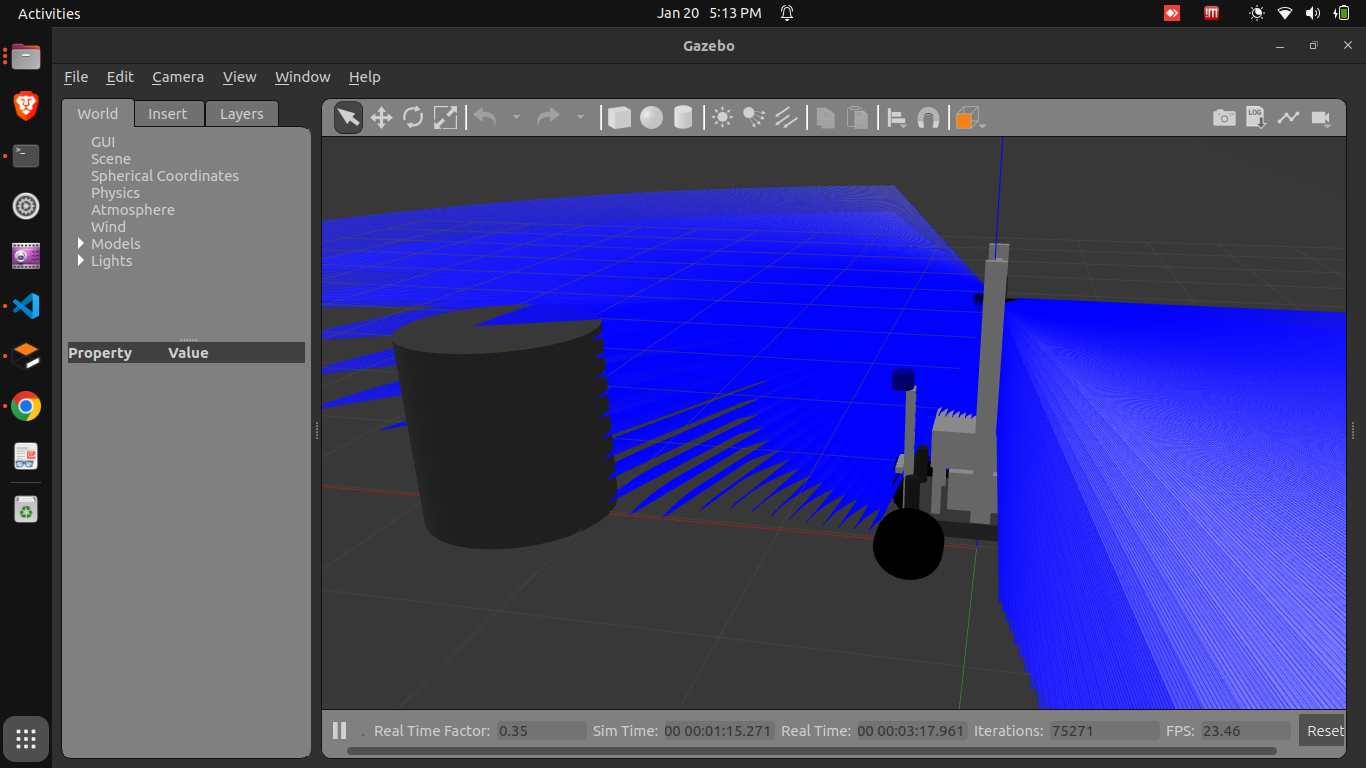 Activities
Jan 20 5:13 PM
Gazebo
File Edit Camera View Window Help
World Insert Layers
GUI
Scene
Spherical Coordinates
Physics
Atmosphere
Wind
Models
Lights
Property Value
LOG
Real Time Factor: 0.35 Sim Time: 00 00:01:15.271 Real Time: 00 00:03:17.961 Iterations: 75271 FPS: 23.46 Reset